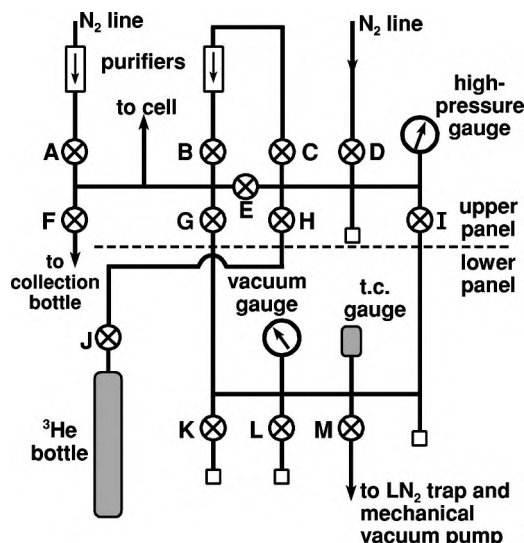 N₂ line
N₂ line
purifiers
to cell
high-
pressure
gauge
A
B
C
D
E
F
G
H
I
upper
panel
lower
panel
to
collection
bottle
vacuum
gauge
t.c.
gauge
J
³He
bottle
K
L
M
to LN₂ trap and
mechanical
vacuum pump